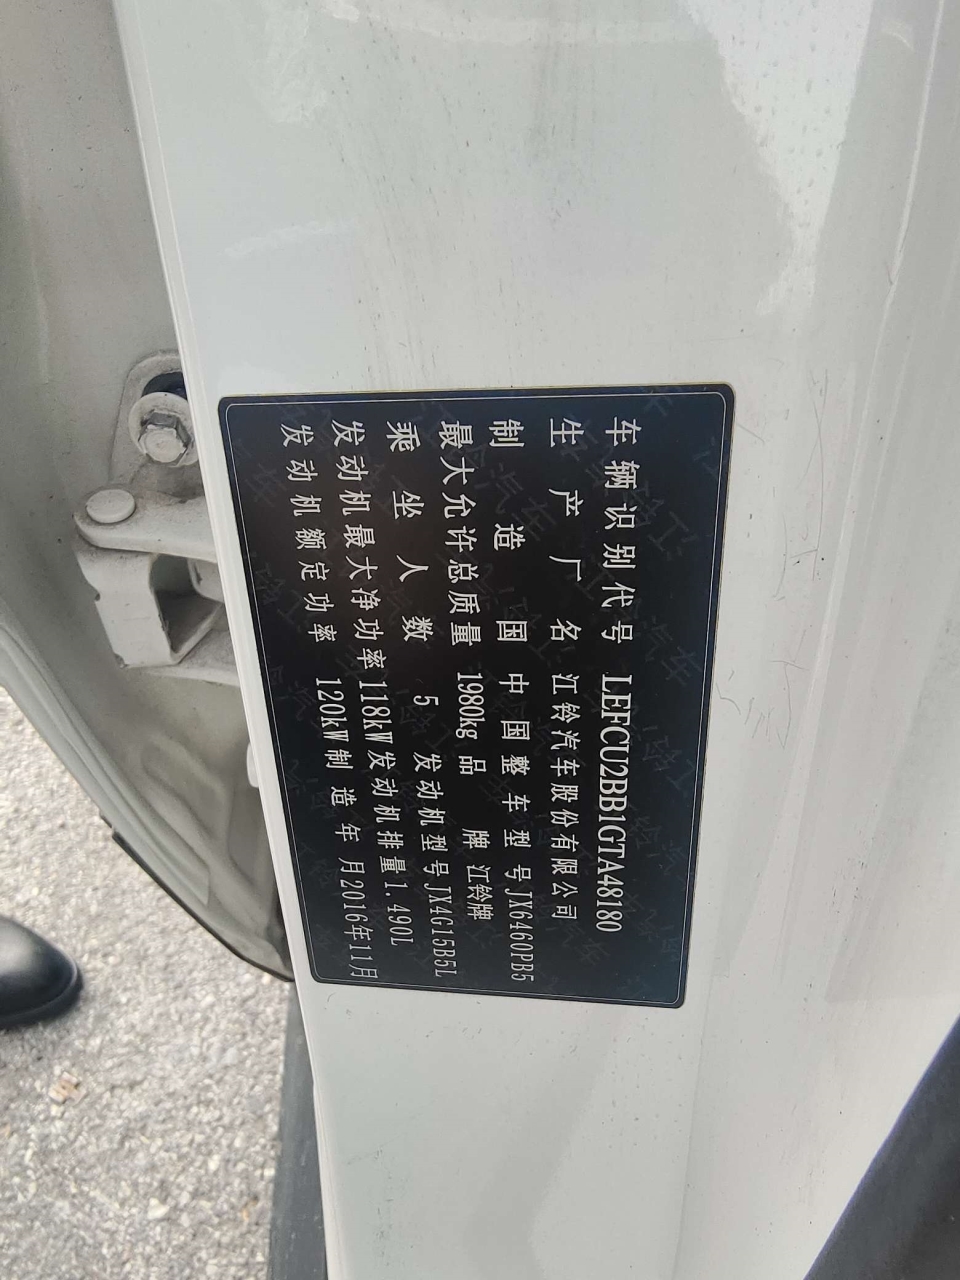 车辆识别代号 LEFCU2BB1GTA48180
生产厂名 江铃汽车股份有限公司
制造国 中国 整车型号 JX6460PB5
最大允许总质量 1980kg 品牌 江铃牌
乘坐人数 5 发动机型号 JX4G15B5L
发动机最大净功率 118kW 发动机排量 1.490L
发动机额定功率 120kW 制造年月 2016年11月